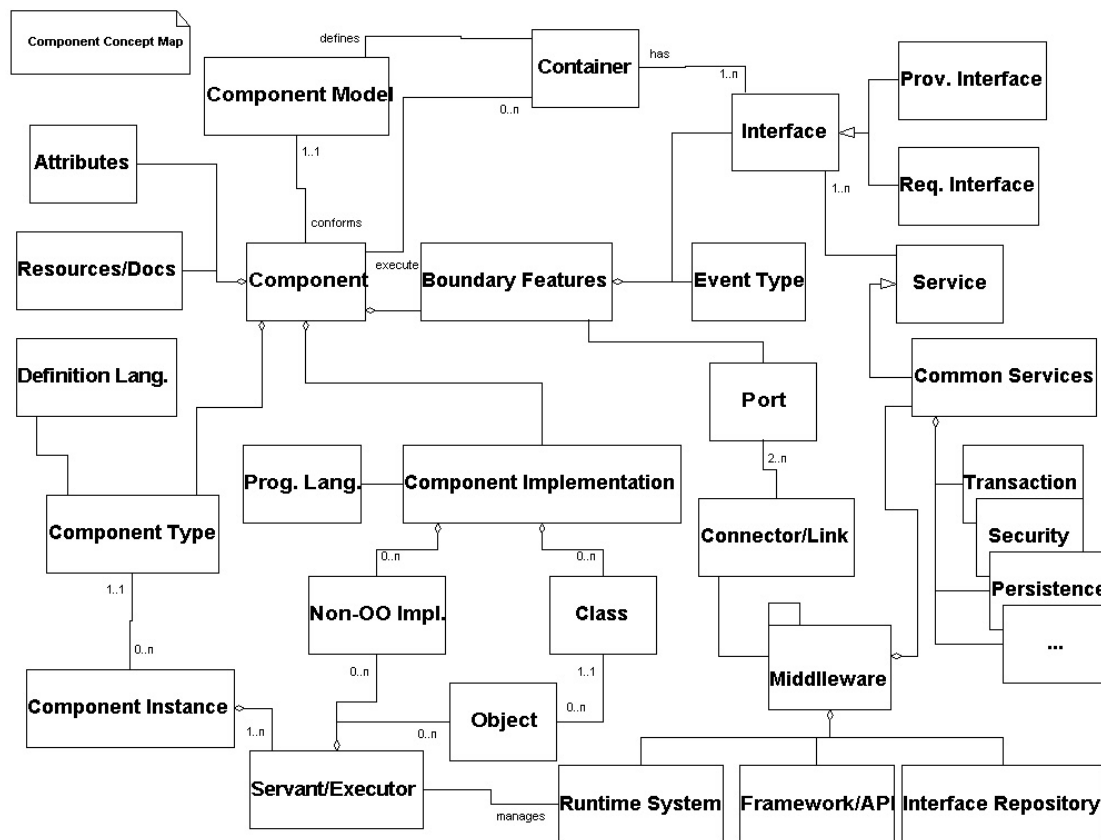 Component Concept Map
defines
Container
has
1..n
Prov. Interface
Component Model
0..n
Interface
Attributes
1..1
Req. Interface
1..n
conforms
Resources/Docs
Component
execute
Boundary Features
Event Type
Service
Definition Lang.
Common Services
Port
2..n
Prog. Lang.
Component Implementation
Transaction
Component Type
Connector/Link
Security
0..n
0..n
1..1
Persistence
Non-OO Impl.
Class
...
0..n
0..n
1..1
Middlleware
Component Instance
Object
0..n
1..n
0..n
Servant/Executor
manages
Runtime System
Framework/API
Interface Repository